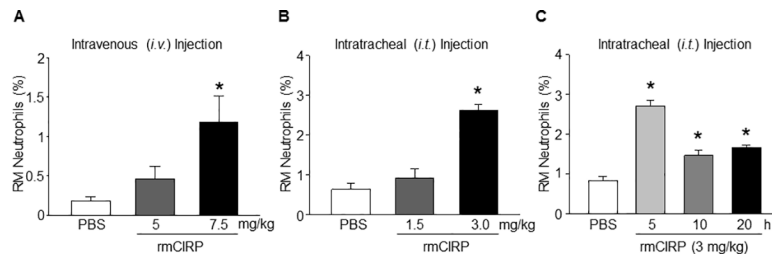 A
Intravenous (i.v.) Injection
RM Neutrophils (%)
2
1.5
1
0.5
0
*
PBS 5 7.5 mg/kg
rmCIRP
B
Intratracheal (i.t.) Injection
RM Neutrophils (%)
4
3
2
1
0
*
PBS 1.5 3.0 mg/kg
rmCIRP
C
Intratracheal (i.t.) Injection
RM Neutrophils (%)
4
3
2
1
0
* * *
PBS 5 10 20 h
rmCIRP (3 mg/kg)